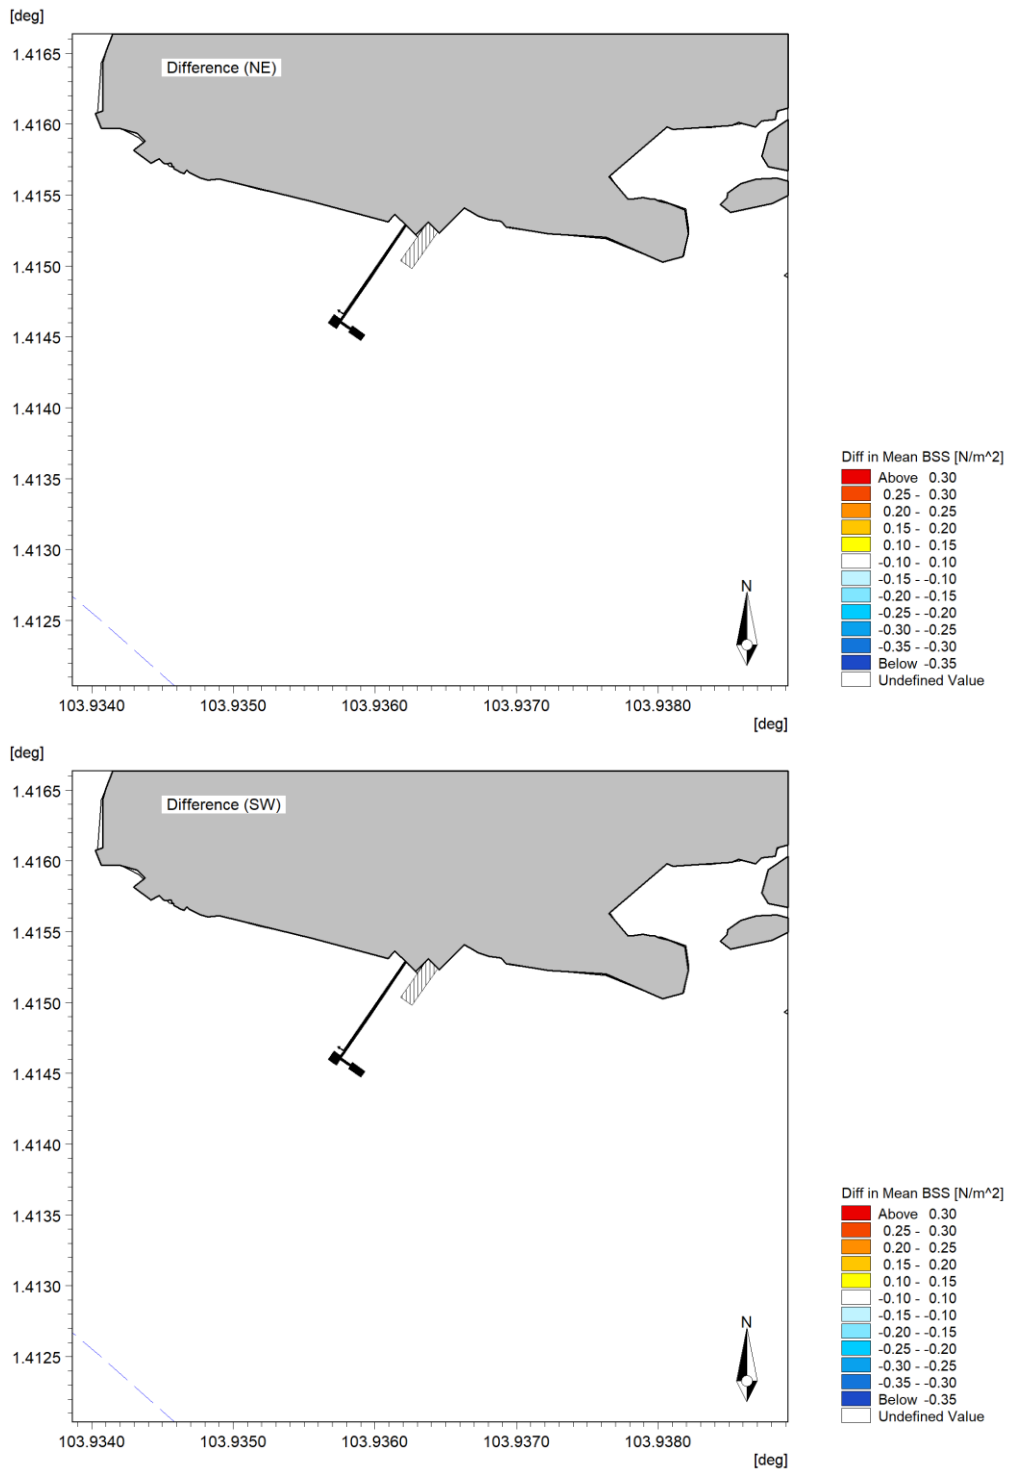 [deg]
1.4165
Difference (NE)
1.4160
1.4155
1.4150
1.4145
1.4140
1.4135
1.4130
1.4125
Diff in Mean BSS [N/m^2]
Above 0.30
0.25 - 0.30
0.20 - 0.25
0.15 - 0.20
0.10 - 0.15
-0.10 - 0.10
-0.15 - -0.10
-0.20 - -0.15
-0.25 - -0.20
-0.30 - -0.25
-0.35 - -0.30
Below -0.35
Undefined Value
N
103.9340 103.9350 103.9360 103.9370 103.9380
[deg]
[deg]
1.4165
Difference (SW)
1.4160
1.4155
1.4150
1.4145
1.4140
1.4135
1.4130
1.4125
Diff in Mean BSS [N/m^2]
Above 0.30
0.25 - 0.30
0.20 - 0.25
0.15 - 0.20
0.10 - 0.15
-0.10 - 0.10
-0.15 - -0.10
-0.20 - -0.15
-0.25 - -0.20
-0.30 - -0.25
-0.35 - -0.30
Below -0.35
Undefined Value
N
103.9340 103.9350 103.9360 103.9370 103.9380
[deg]